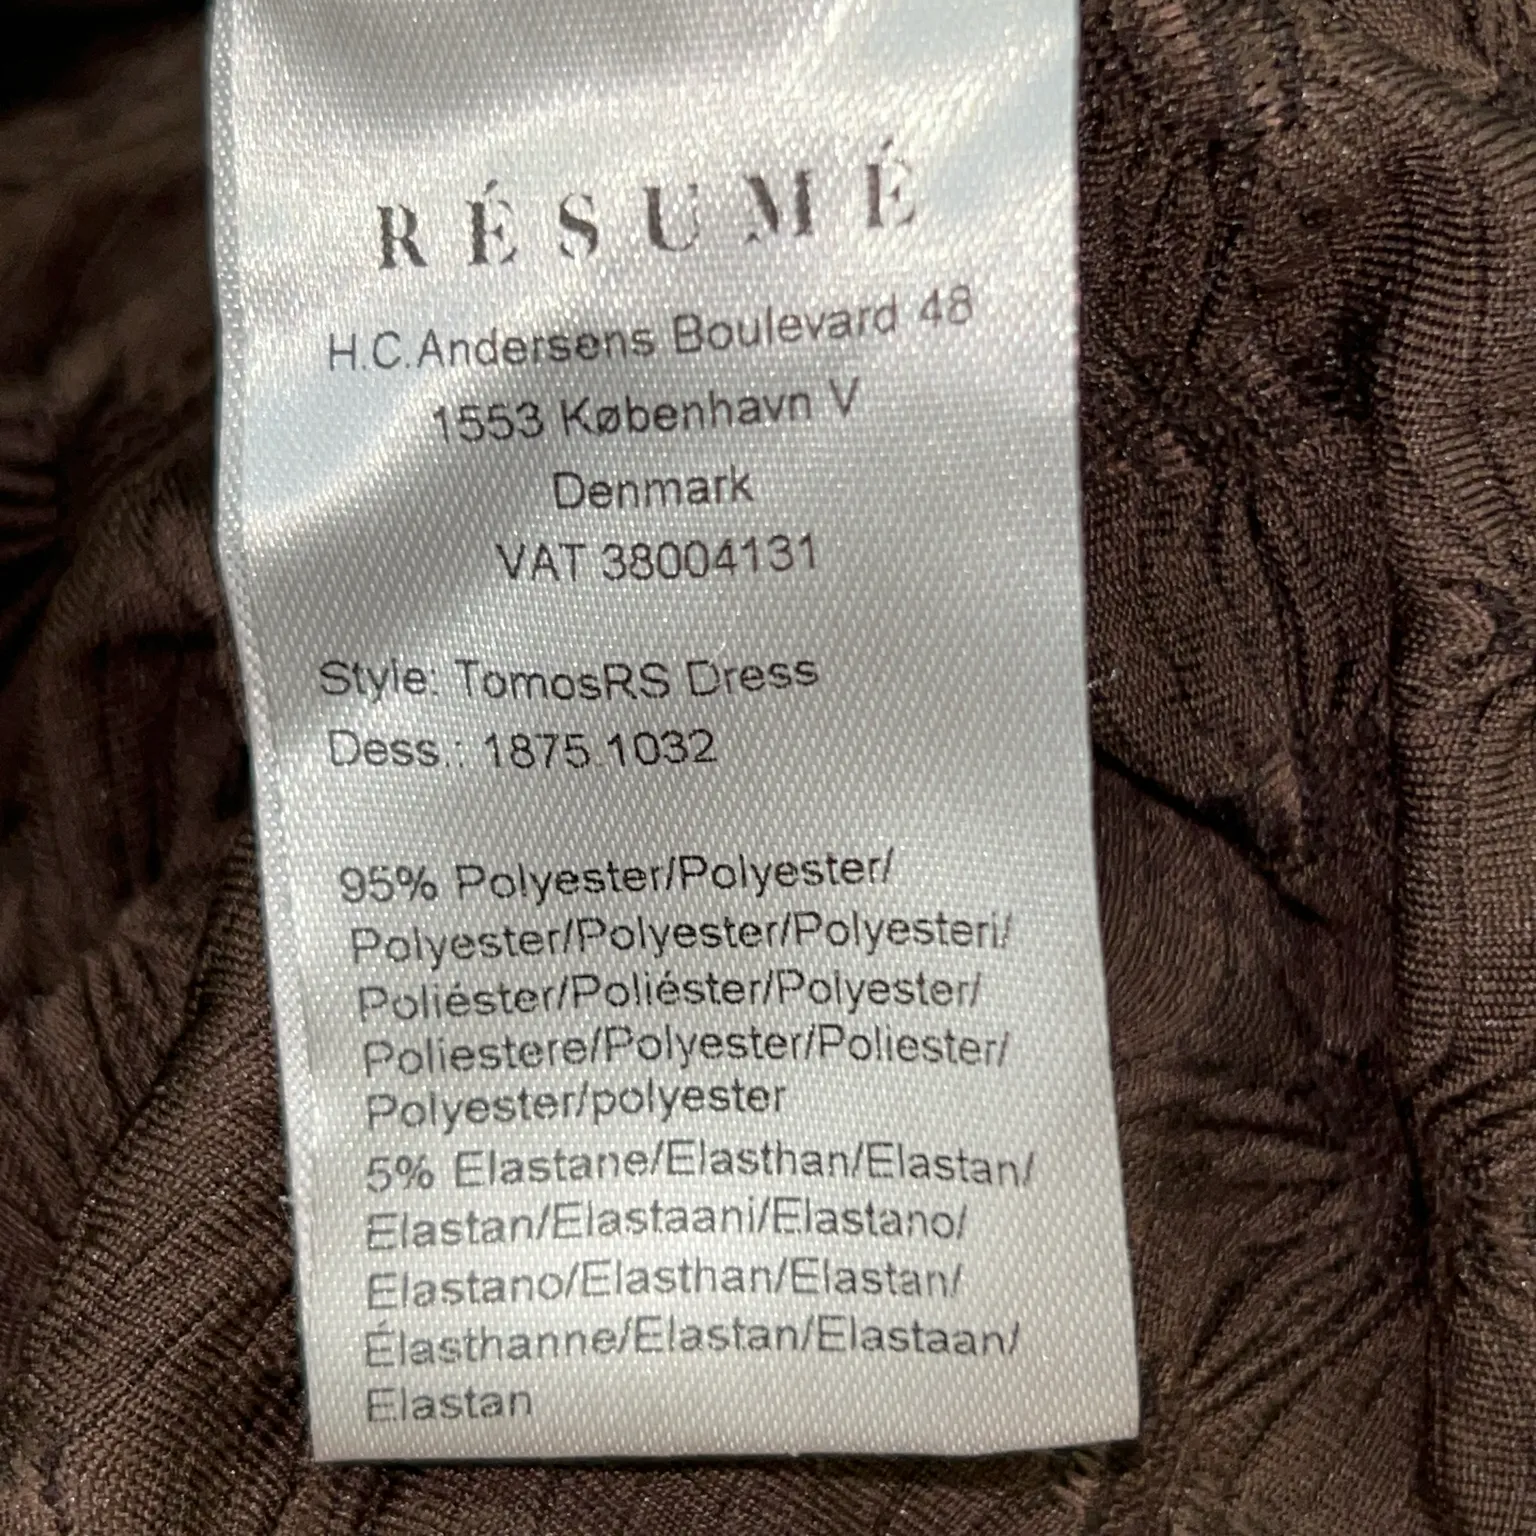 RÉSUMÉ
H.C.Andersens Boulevard 48
1553 København V
Denmark
VAT 38004131
Style: TomosRS Dress
Dess.: 1875 1032
95% Polyester/Polyester/
Polyester/Polyester/Polyesteri/
Poliéster/Poliéster/Polyester/
Poliestere/Polyester/Poliester/
Polyester/polyester
5% Elastane/Elasthan/Elastan/
Elastan/Elastaani/Elastano/
Elastano/Elasthan/Elastan/
Élasthanne/Elastan/Elastaan/
Elastan